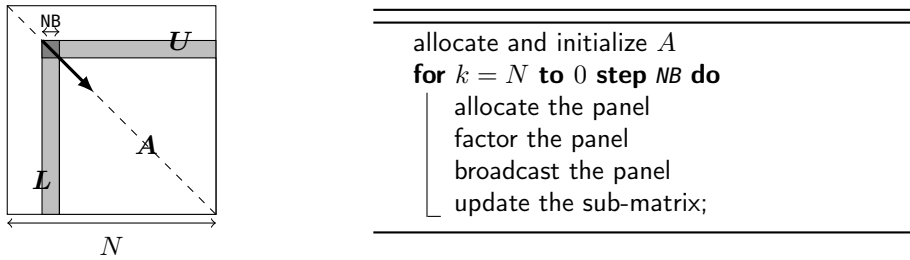 NB
U
A
L
N
allocate and initialize A
for k = N to 0 step NB do
allocate the panel
factor the panel
broadcast the panel
update the sub-matrix;